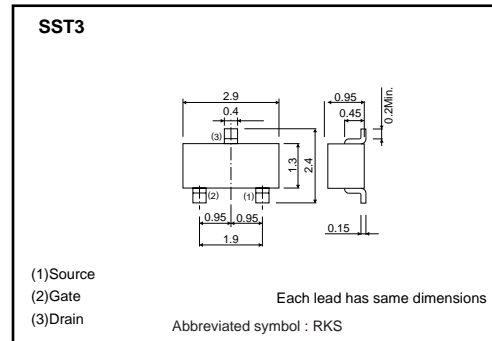 SST3
2.9
0.4
(3)
1.3
2.4
(2)
(1)
0.95 0.95
1.9
0.95
0.45
0.2Min.
0.15
(1)Source
(2)Gate
(3)Drain
Each lead has same dimensions
Abbreviated symbol : RKS